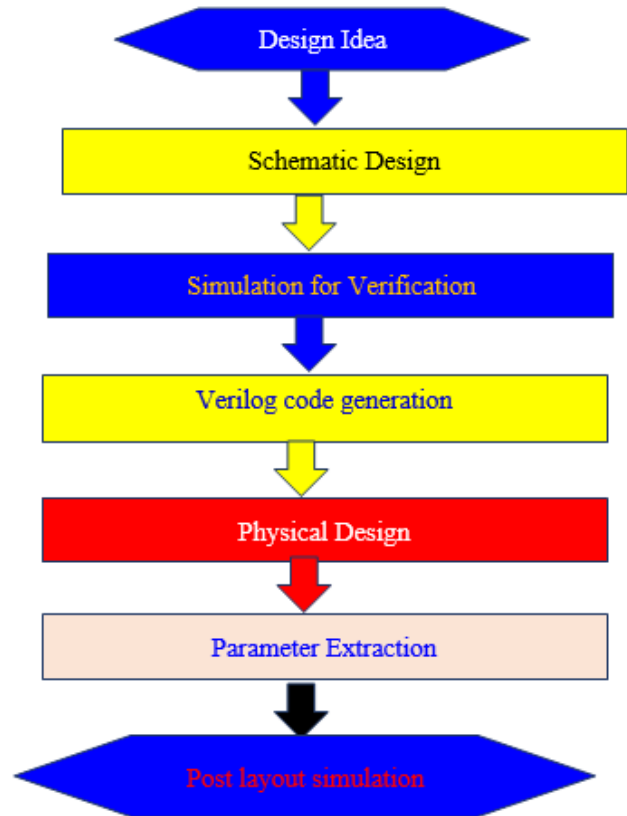 Design Idea
Schematic Design
Simulation for Verification
Verilog code generation
Physical Design
Parameter Extraction
Post layout simulation